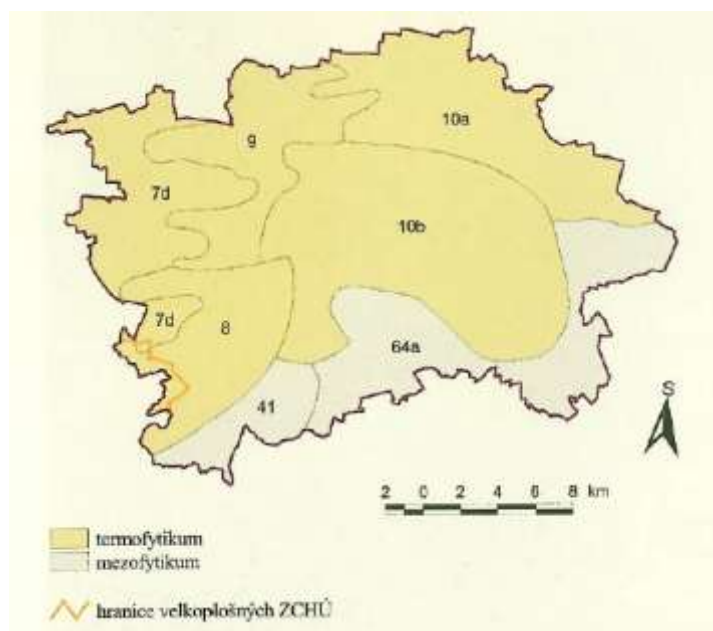 10a
9
7d
10b
7d
8
64a
41
S
2 0 2 4 6 8 km
termofytikum
mezofytikum
hranice velkoplošných ZCHÚ